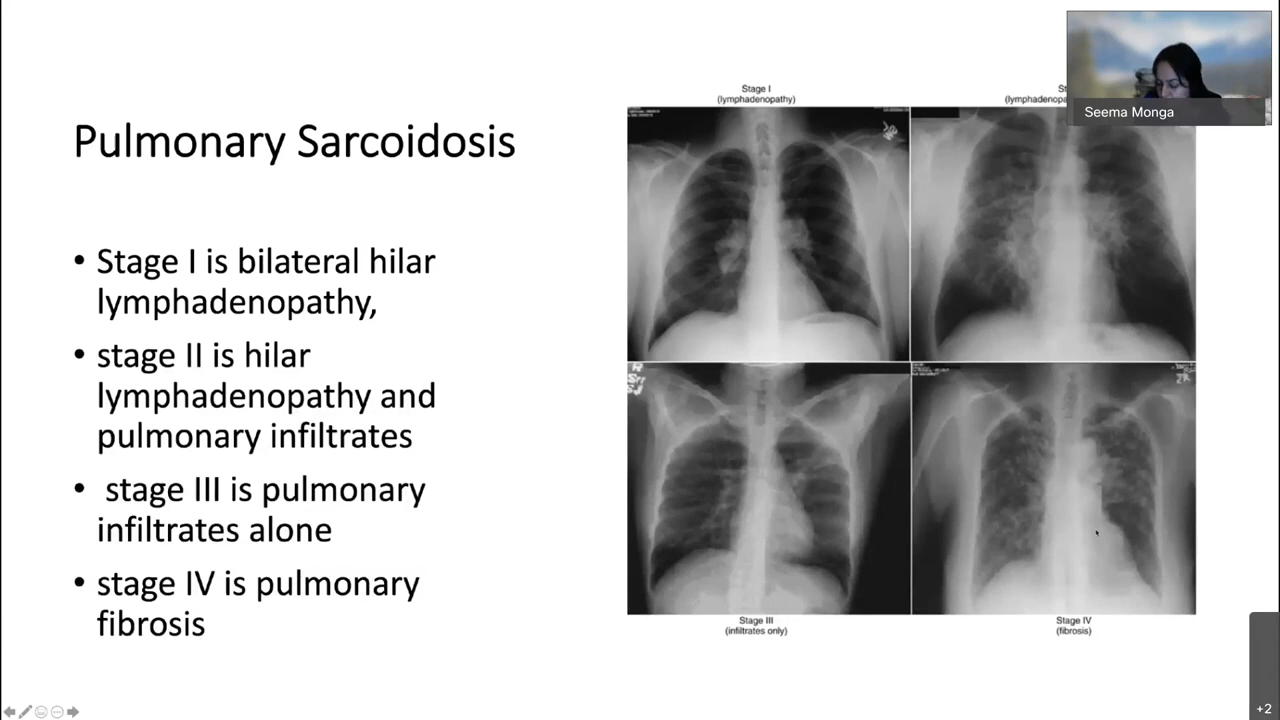 Pulmonary Sarcoidosis
• Stage I is bilateral hilar
lymphadenopathy,
• stage II is hilar
lymphadenopathy and
pulmonary infiltrates
• stage III is pulmonary
infiltrates alone
• stage IV is pulmonary
fibrosis
Stage I
(lymphadenopathy)
Seema Monga
Stage III
(infiltrates only)
Stage IV
(fibrosis)
+2